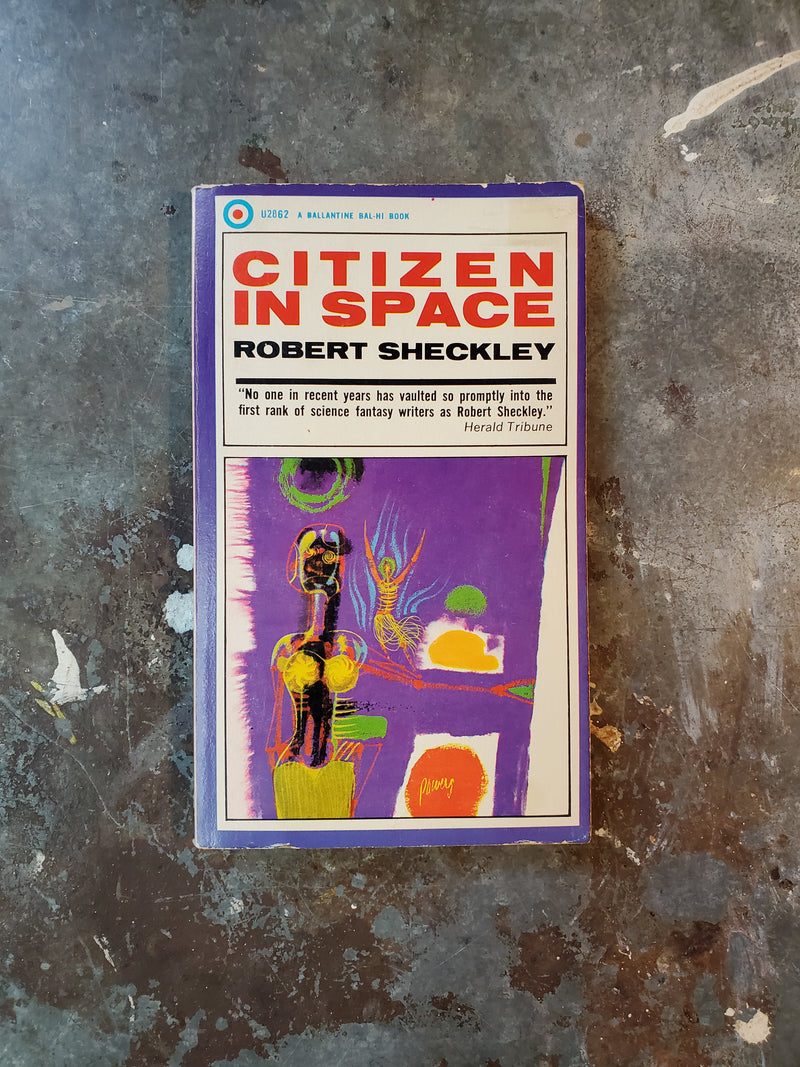 U2862 A BALLANTINE BAL-HI BOOK
CITIZEN
IN SPACE
ROBERT SHECKLEY
“No one in recent years has vaulted so promptly into the
first rank of science fantasy writers as Robert Sheckley.”
Herald Tribune
powers